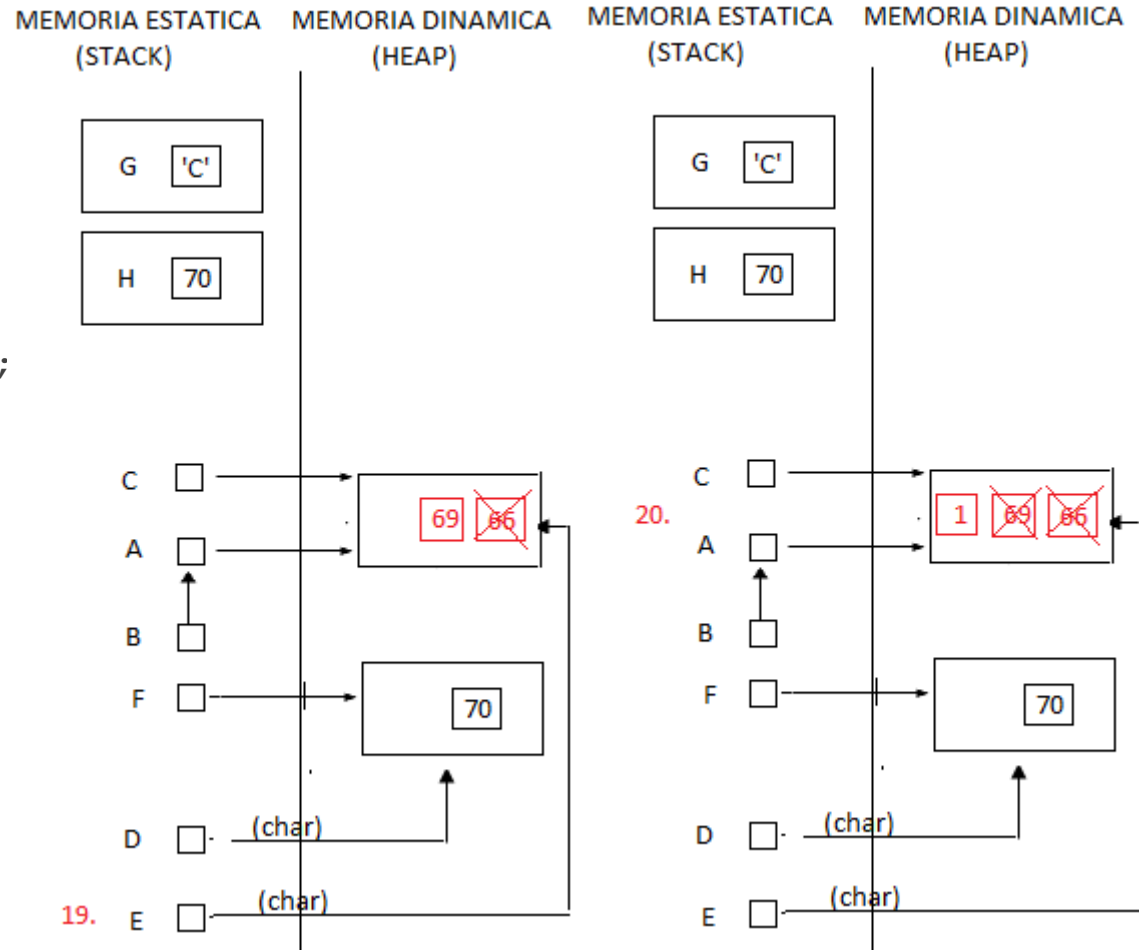 MEMORIA ESTATICA MEMORIA DINAMICA
(STACK) (HEAP)
G 'C'
H 70
;
C
69 66
A
B
F
70
(char)
D
(char)
19. E
MEMORIA ESTATICA MEMORIA DINAMICA
(STACK) (HEAP)
G 'C'
H 70
C
20. 1 69 66
A
B
F
70
(char)
D
(char)
E